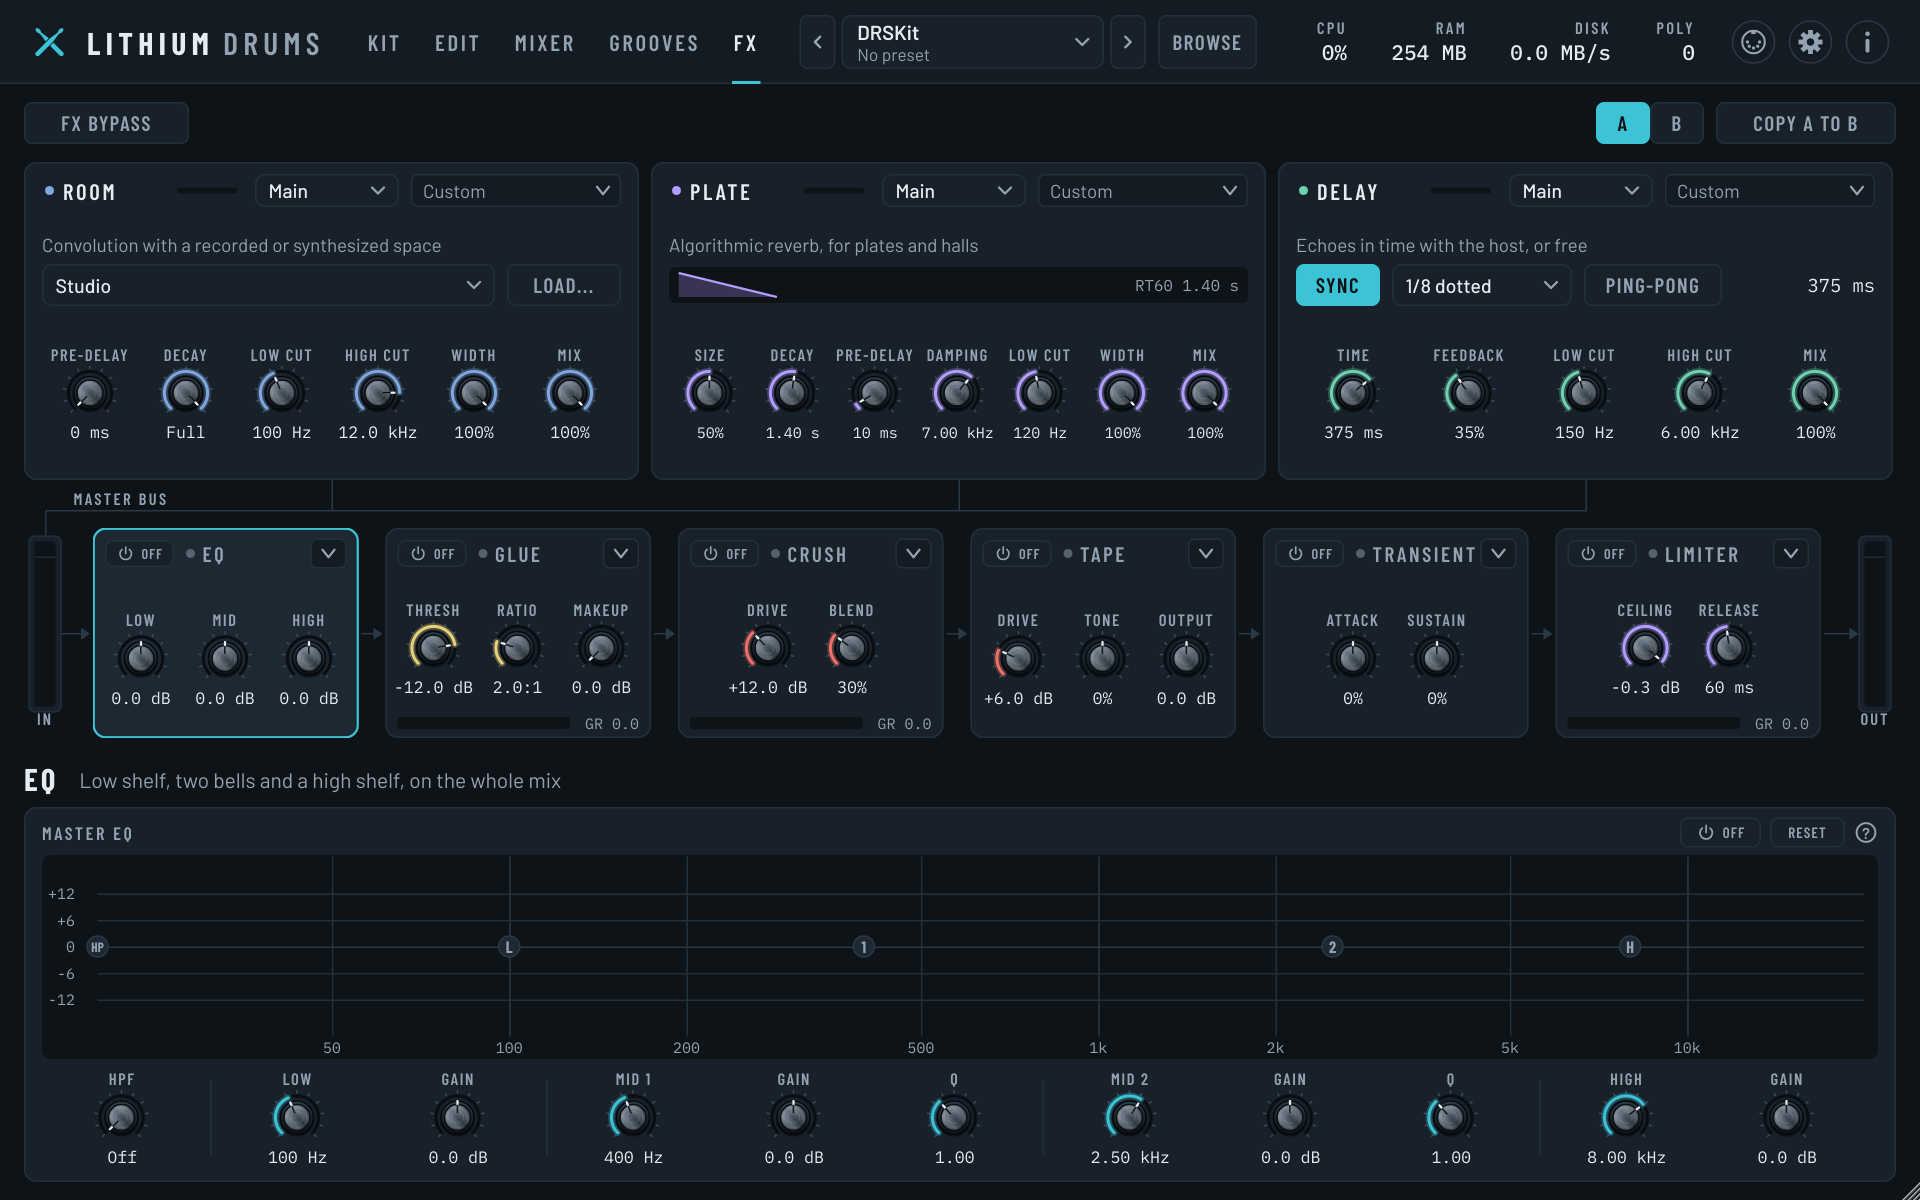 LITHIUM DRUMS KIT EDIT MIXER GROOVES FX
DRSKit
No preset
BROWSE
CPU
0%
RAM
254 MB
DISK
0.0 MB/s
POLY
0
FX BYPASS
A B COPY A TO B
ROOM Main Custom
Convolution with a recorded or synthesized space
Studio LOAD...
PRE-DELAY DECAY LOW CUT HIGH CUT WIDTH MIX
0 ms Full 100 Hz 12.0 kHz 100% 100%
PLATE Main Custom
Algorithmic reverb, for plates and halls
RT60 1.40 s
SIZE DECAY PRE-DELAY DAMPING LOW CUT WIDTH MIX
50% 1.40 s 10 ms 7.00 kHz 120 Hz 100% 100%
DELAY Main Custom
Echoes in time with the host, or free
SYNC 1/8 dotted PING-PONG 375 ms
TIME FEEDBACK LOW CUT HIGH CUT MIX
375 ms 35% 150 Hz 6.00 kHz 100%
MASTER BUS
IN
OFF EQ
LOW MID HIGH
0.0 dB 0.0 dB 0.0 dB
OFF GLUE
THRESH RATIO MAKEUP
-12.0 dB 2.0:1 0.0 dB
GR 0.0
OFF CRUSH
DRIVE BLEND
+12.0 dB 30%
GR 0.0
OFF TAPE
DRIVE TONE OUTPUT
+6.0 dB 0% 0.0 dB
OFF TRANSIENT
ATTACK SUSTAIN
0% 0%
OFF LIMITER
CEILING RELEASE
-0.3 dB 60 ms
GR 0.0
OUT
EQ Low shelf, two bells and a high shelf, on the whole mix
MASTER EQ OFF RESET ?
+12
+6
0 HP L 1 2 H
-6
-12
50 100 200 500 1k 2k 5k 10k
HPF LOW GAIN MID 1 GAIN Q MID 2 GAIN Q HIGH GAIN
Off 100 Hz 0.0 dB 400 Hz 0.0 dB 1.00 2.50 kHz 0.0 dB 1.00 8.00 kHz 0.0 dB